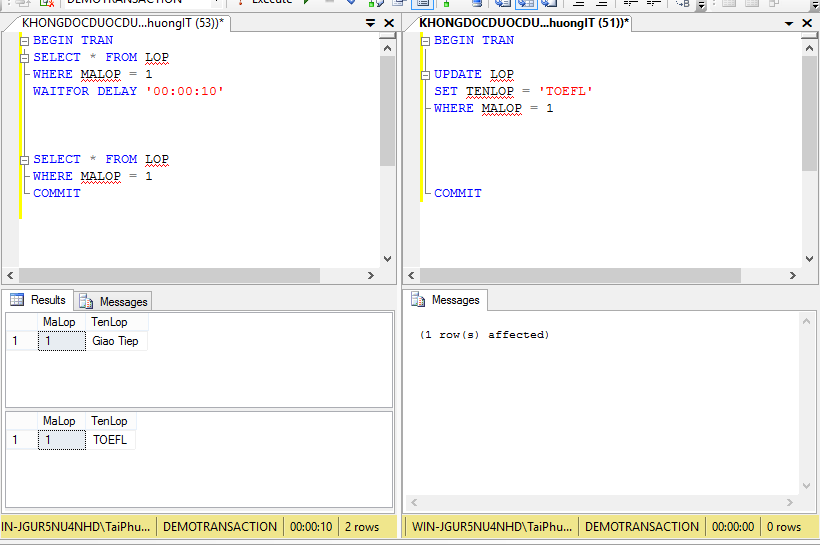 DEMOTRANSACTION
Execute
KHONGDOCDUOCDU...huongIT (53))*
BEGIN TRAN
SELECT * FROM LOP
WHERE MALOP = 1
WAITFOR DELAY '00:00:10'
SELECT * FROM LOP
WHERE MALOP = 1
COMMIT
Results
Messages
MaLop TenLop
1 1 Giao Tiep
MaLop TenLop
1 1 TOEFL
IN-JGUR5NU4NHD\TaiPhu... DEMOTRANSACTION 00:00:10 2 rows
KHONGDOCDUOCDU...huongIT (51))*
BEGIN TRAN
UPDATE LOP
SET TENLOP = 'TOEFL'
WHERE MALOP = 1
COMMIT
Messages
(1 row(s) affected)
WIN-JGUR5NU4NHD\TaiPhu... DEMOTRANSACTION 00:00:00 0 rows